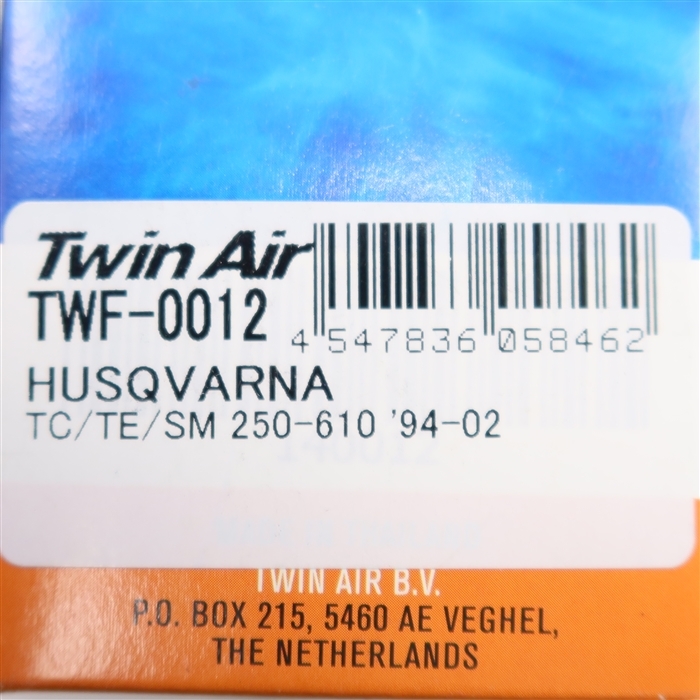 Twin Air
TWF-0012
4 547836 058462
HUSQVARNA
TC/TE/SM 250-610 '94-02
TWIN AIR B.V.
P.O. BOX 215, 5460 AE VEGHEL,
THE NETHERLANDS